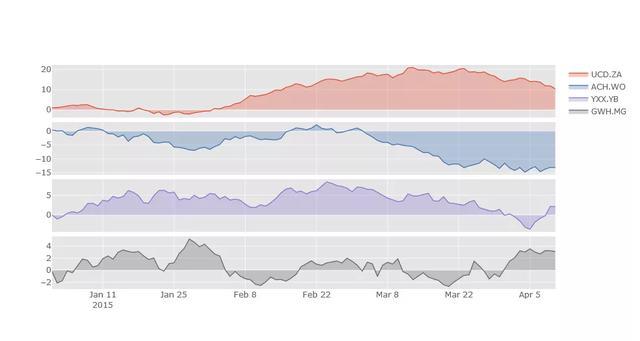 20
10
0
UCD.ZA
ACH.WO
YXX.YB
GWH.MG
0
−5
−10
−15
5
0
4
2
0
−2
Jan 11
2015
Jan 25
Feb 8
Feb 22
Mar 8
Mar 22
Apr 5